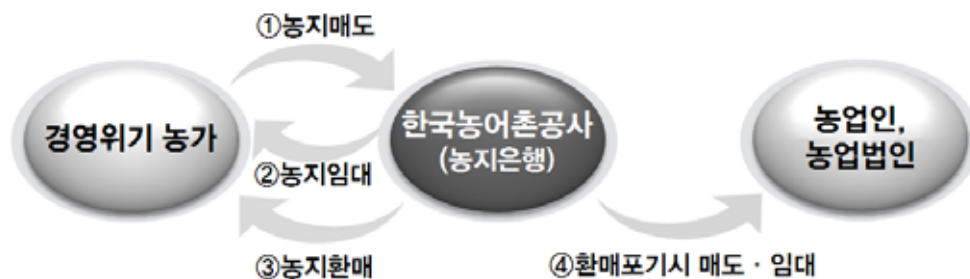 ①농지매도
경영위기 농가
한국농어촌공사
(농지은행)
농업인,
농업법인
②농지임대
③농지환매
④환매포기시 매도 · 임대